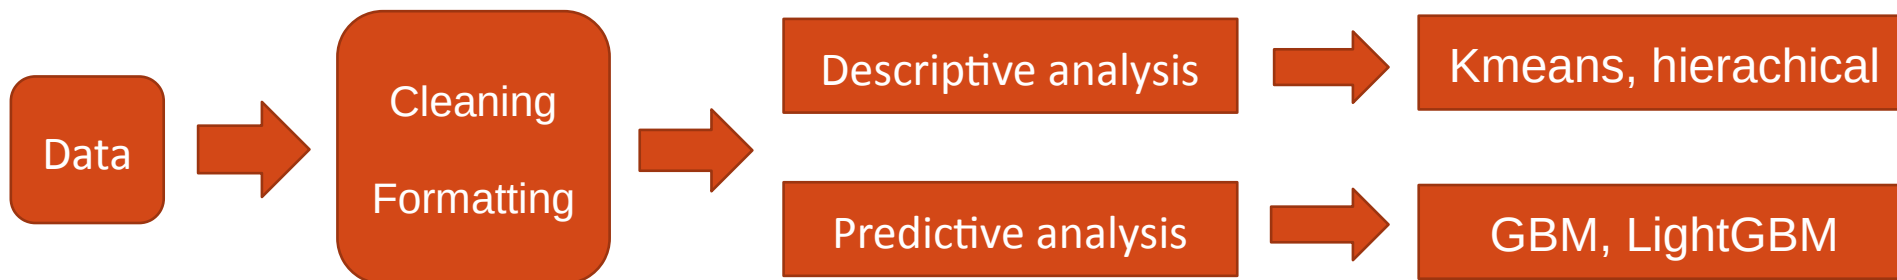 Data
Cleaning
Formatting
Descriptive analysis
Kmeans, hierachical
Predictive analysis
GBM, LightGBM